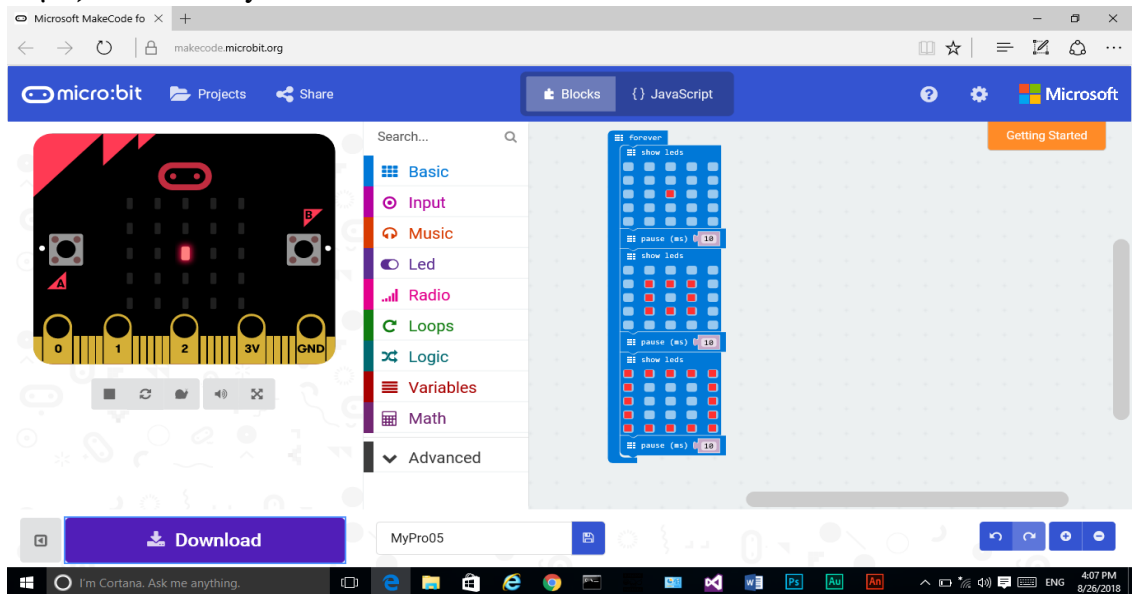 Microsoft MakeCode fo
makecode.microbit.org
micro:bit
Projects
Share
Blocks
{} JavaScript
Microsoft
Getting Started
Search...
Basic
Input
Music
Led
Radio
Loops
Logic
Variables
Math
Advanced
A
B
0 1 2 3V GND
forever
show leds
pause (ms) 10
show leds
pause (ms) 10
show leds
pause (ms) 10
Download
MyPro05
I'm Cortana. Ask me anything.
Ps Au An
ENG
4:07 PM
8/26/2018